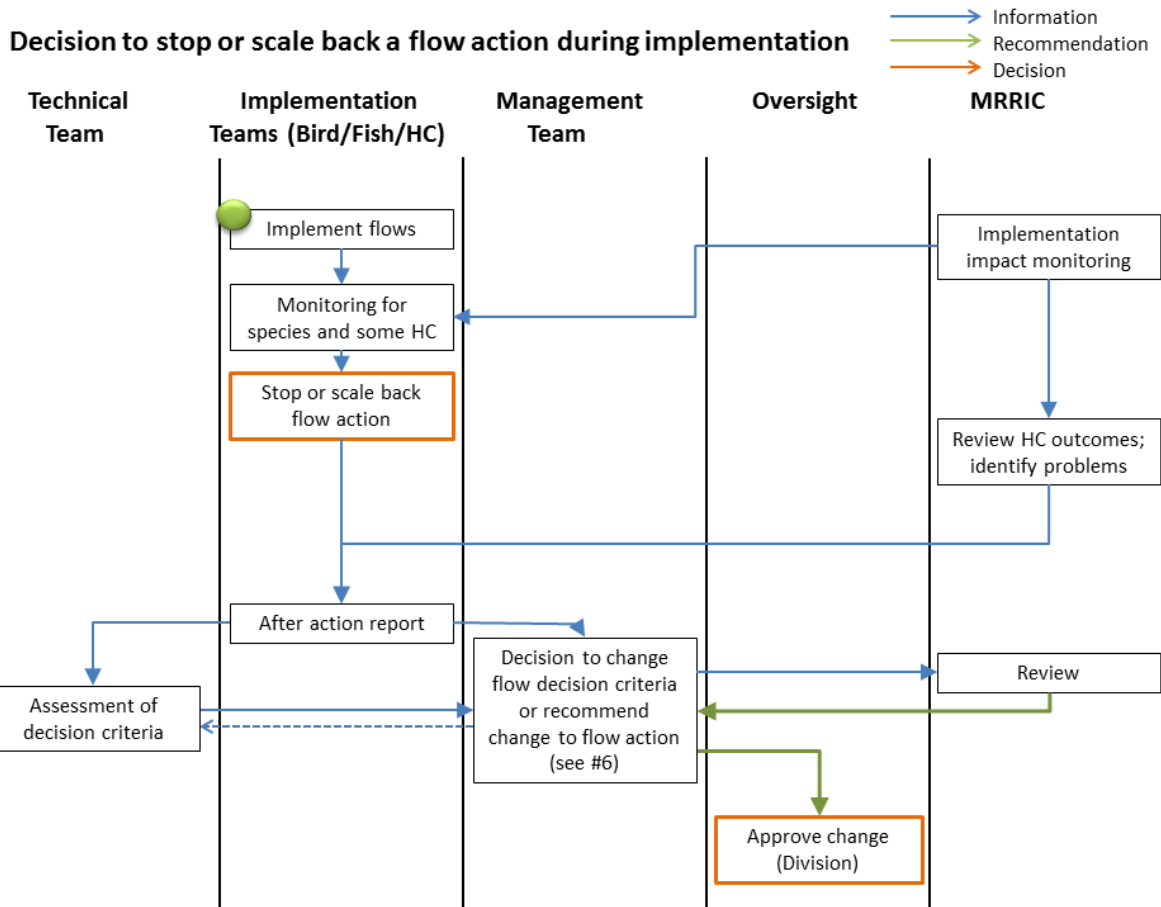 Decision to stop or scale back a flow action during implementation
Information
Recommendation
Decision
Technical
Team
Implementation
Teams (Bird/Fish/HC)
Management
Team
Oversight
MRRIC
Implement flows
Implementation
impact monitoring
Monitoring for
species and some HC
Stop or scale back
flow action
Review HC outcomes;
identify problems
After action report
Decision to change
flow decision criteria
or recommend
change to flow action
(see #6)
Review
Assessment of
decision criteria
Approve change
(Division)